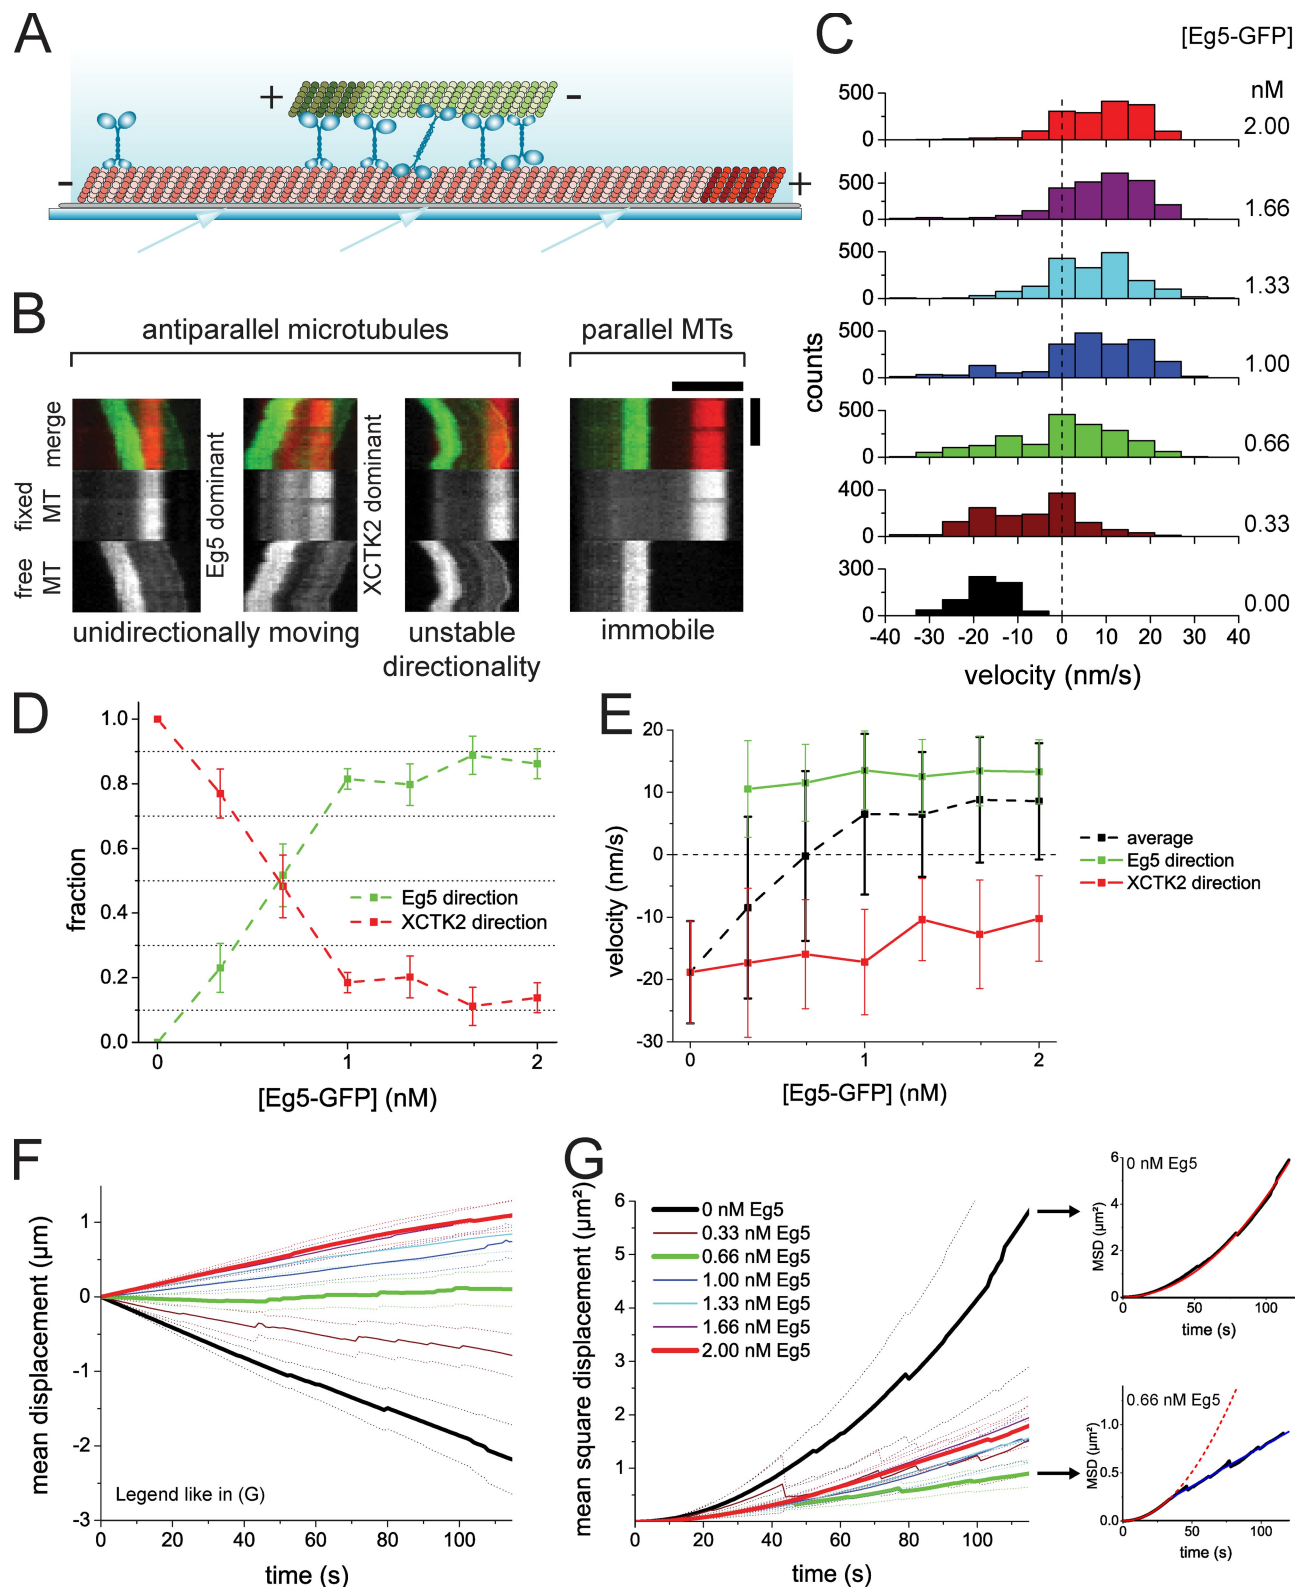 A
+
-
-
+
B
antiparallel microtubules
parallel MTs
merge
fixed MT
free MT
Eg5 dominant
XCTK2 dominant
unidirectionally moving
unstable directionality
immobile
C
[Eg5-GFP]
nM
500
0
2.00
500
0
1.66
500
0
1.33
500
0
1.00
500
0
0.66
400
0
0.33
300
0
0.00
counts
-40 -30 -20 -10 0 10 20 30 40
velocity (nm/s)
D
1.0
0.8
0.6
0.4
0.2
0.0
fraction
Eg5 direction
XCTK2 direction
0 1 2
[Eg5-GFP] (nM)
E
20
10
0
-10
-20
-30
velocity (nm/s)
average
Eg5 direction
XCTK2 direction
0 1 2
[Eg5-GFP] (nM)
F
1
0
-1
-2
-3
mean displacement (µm)
Legend like in (G)
0 20 40 60 80 100
time (s)
G
6
5
4
3
2
1
mean square displacement (µm²)
0 nM Eg5
0.33 nM Eg5
0.66 nM Eg5
1.00 nM Eg5
1.33 nM Eg5
1.66 nM Eg5
2.00 nM Eg5
0 20 40 60 80 100
time (s)
6
4
2
0
MSD (µm²)
0 nM Eg5
0 50 100
time (s)
1.0
0.5
0.0
MSD (µm²)
0.66 nM Eg5
0 50 100
time (s)